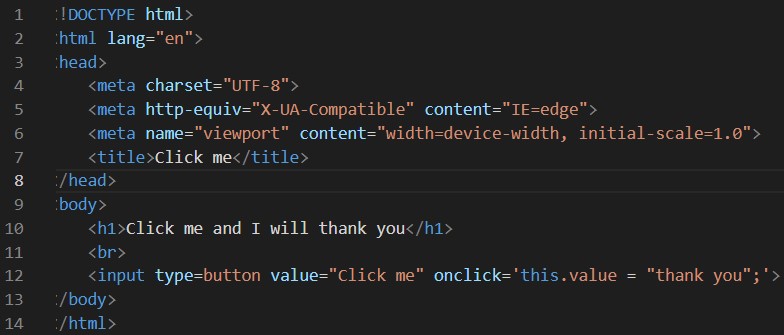 1 <!DOCTYPE html>
2 <html lang="en">
3 <head>
4     <meta charset="UTF-8">
5     <meta http-equiv="X-UA-Compatible" content="IE=edge">
6     <meta name="viewport" content="width=device-width, initial-scale=1.0">
7     <title>Click me</title>
8 </head>
9 <body>
10     <h1>Click me and I will thank you</h1>
11     <br>
12     <input type=button value="Click me" onclick='this.value = "thank you";'>
13 </body>
14 </html>